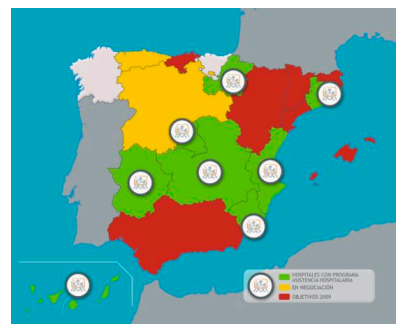 HOSPITALES CON PROGRAMA
ASISTENCIA HOSPITALARIA
EN NEGOCIACIÓN
OBJETIVOS 2009